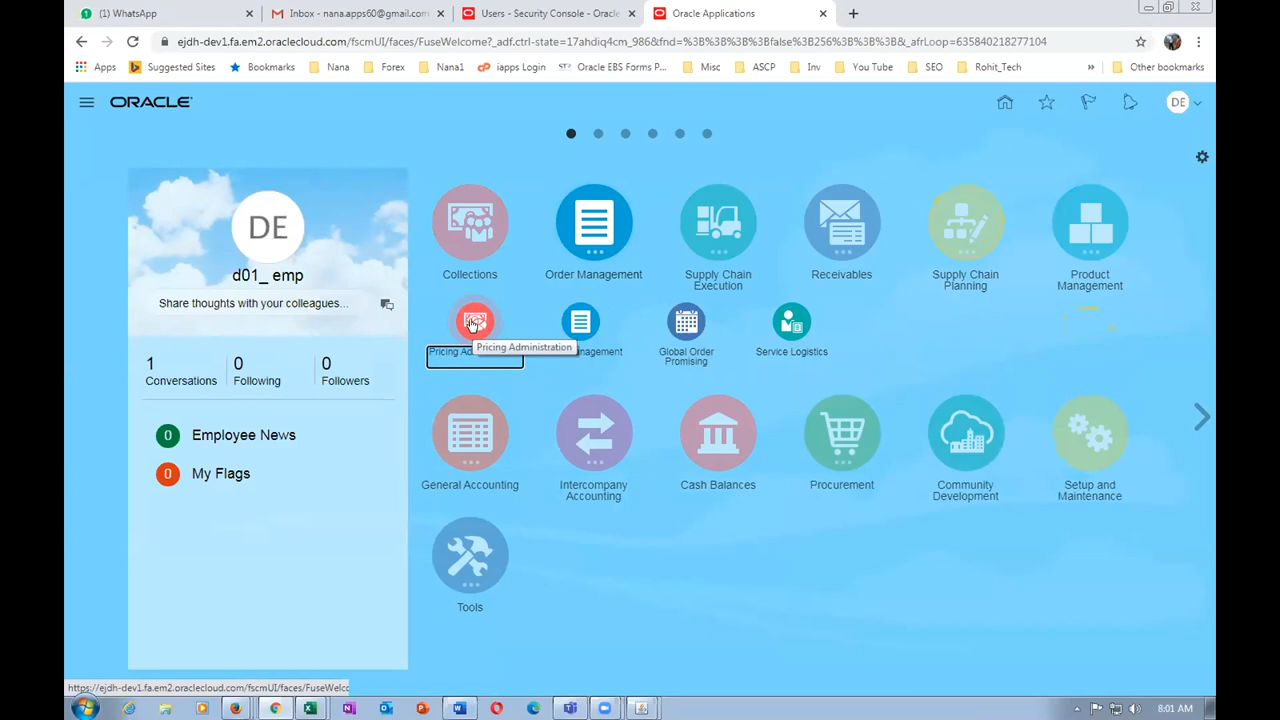 (1) WhatsApp
Inbox - nana.apps60@gmail.com
Users - Security Console - Oracle
Oracle Applications
ejdh-dev1.fa.em2.oraclecloud.com/fscmUI/faces/FuseWelcome?_adf.ctrl-state=17ahdiq4cm_986&fnd=%3B%3B%3B%3Bfalse%3B256%3B%3B%3B&_afrLoop=635840218277104
Apps
Suggested Sites
Bookmarks
Nana
Forex
Nana1
iapps Login
Oracle EBS Forms P...
Misc
ASCP
Inv
You Tube
SEO
Rohit_Tech
»
Other bookmarks
ORACLE
DE
DE
d01_ emp
Share thoughts with your colleagues...
1
Conversations
0
Following
0
Followers
0 Employee News
0 My Flags
Collections
Order Management
Supply Chain
Execution
Receivables
Supply Chain
Planning
Product
Management
Pricing Ad
Pricing Administration
nagement
Global Order
Promising
Service Logistics
General Accounting
Intercompany
Accounting
Cash Balances
Procurement
Community
Development
Setup and
Maintenance
Tools
https://ejdh-dev1.fa.em2.oraclecloud.com/fscmUI/faces/FuseWelc
8:01 AM